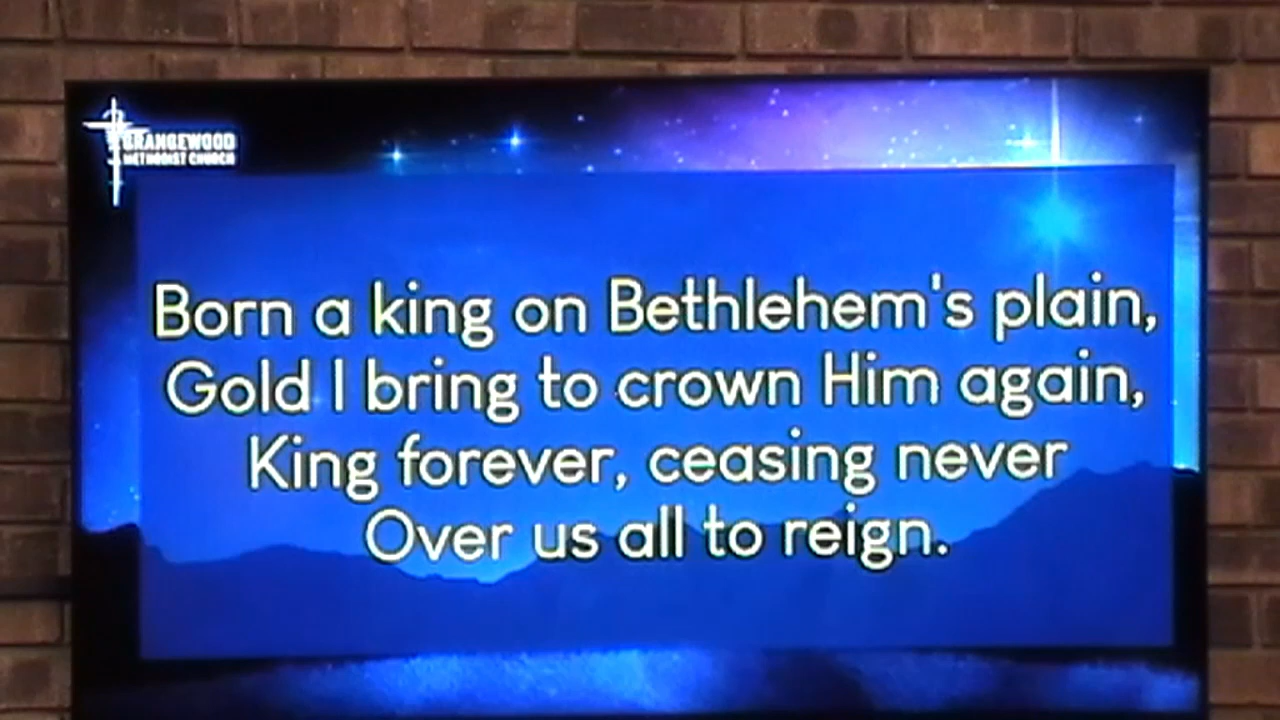 GRANGEWOOD
METHODIST CHURCH
Born a king on Bethlehem's plain,
Gold I bring to crown Him again,
King forever, ceasing never
Over us all to reign.